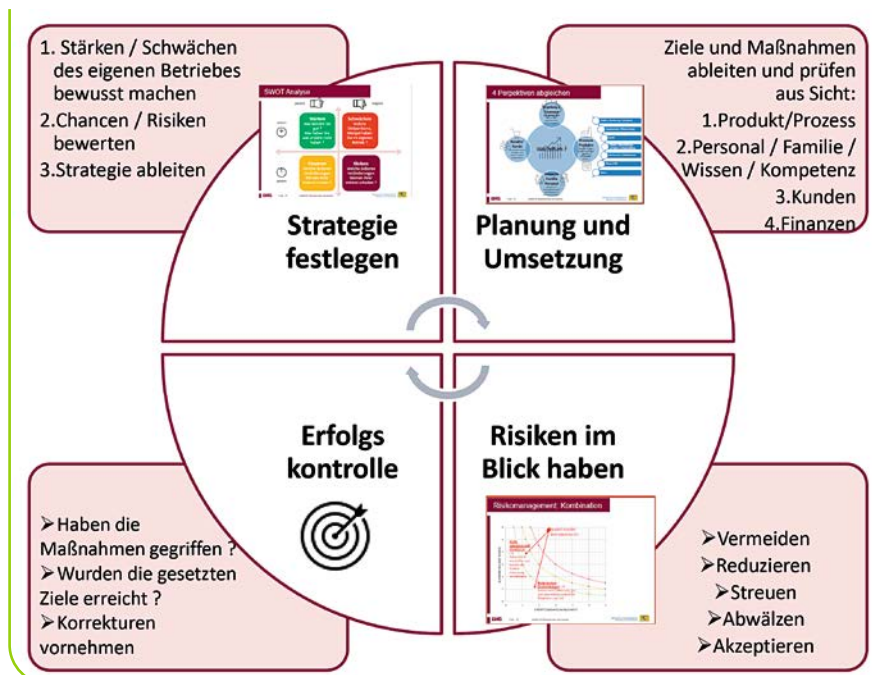 1. Stärken / Schwächen
des eigenen Betriebes
bewusst machen
2.Chancen / Risiken
bewerten
3.Strategie ableiten
SWOT Analyse
Strategie
festlegen
Ziele und Maßnahmen
ableiten und prüfen
aus Sicht:
1.Produkt/Prozess
2.Personal / Familie /
Wissen / Kompetenz
3.Kunden
4.Finanzen
4 Perpektiven abgleichen
Planung und
Umsetzung
Erfolgs
kontrolle
➢Haben die
Maßnahmen gegriffen ?
➢Wurden die gesetzten
Ziele erreicht ?
➢Korrekturen
vornehmen
Risiken im
Blick haben
Risikomanagement: Kombination
➢Vermeiden
➢Reduzieren
➢Streuen
➢Abwälzen
➢Akzeptieren